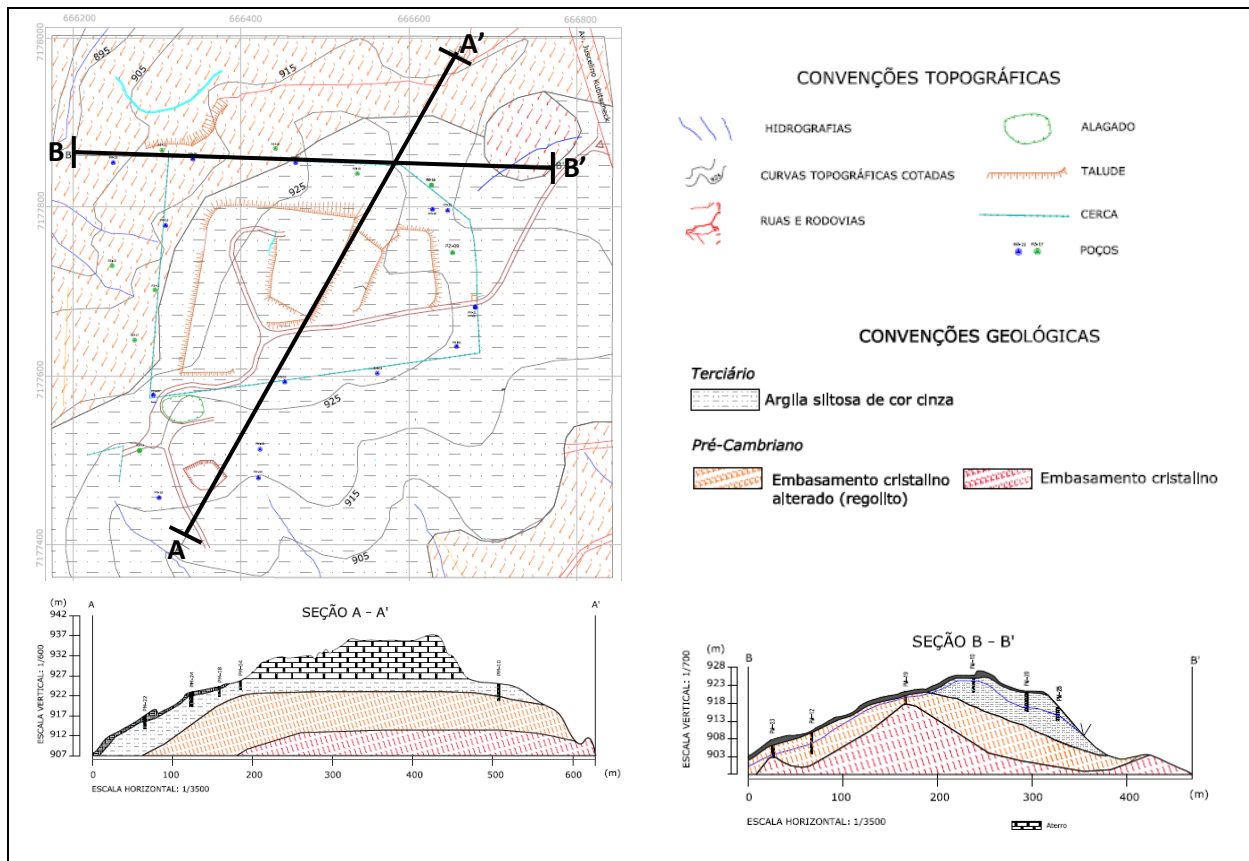 666200 666400 666600 666800
7178000
7177800
7177600
7177400
895
905
915
925
925
915
905
Av. Juscelino Kubitscheck
A'
B
B'
A
PZ-09
CONVENÇÕES TOPOGRÁFICAS
HIDROGRAFIAS
ALAGADO
CURVAS TOPOGRÁFICAS COTADAS
TALUDE
RUAS E RODOVIAS
CERCA
POÇOS
CONVENÇÕES GEOLÓGICAS
Terciário
Argila siltosa de cor cinza
Pré-Cambriano
Embasamento cristalino
alterado (regolito)
Embasamento cristalino
SEÇÃO A - A'
A A'
(m)
942
937
932
927
922
917
912
907
ESCALA VERTICAL: 1/600
0 100 200 300 400 500 600 (m)
ESCALA HORIZONTAL: 1/3500
SEÇÃO B - B'
B B'
(m)
928
923
918
913
908
903
ESCALA VERTICAL: 1/700
0 100 200 300 400 (m)
ESCALA HORIZONTAL: 1/3500
Aterro